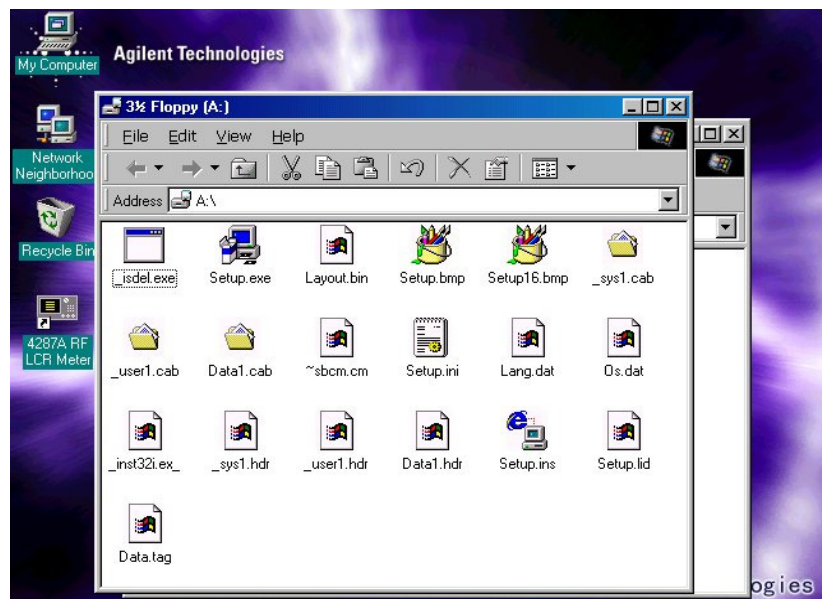 My Computer
Agilent Technologies
3½ Floppy (A:)
File Edit View Help
Network
Neighborhoo
Address A:\
Recycle Bin
_isdel.exe Setup.exe Layout.bin Setup.bmp Setup16.bmp _sys1.cab
4287A RF
LCR Meter
_user1.cab Data1.cab ~sbcm.cm Setup.ini Lang.dat Os.dat
_inst32i.ex_ _sys1.hdr _user1.hdr Data1.hdr Setup.ins Setup.lid
Data.tag
ogies